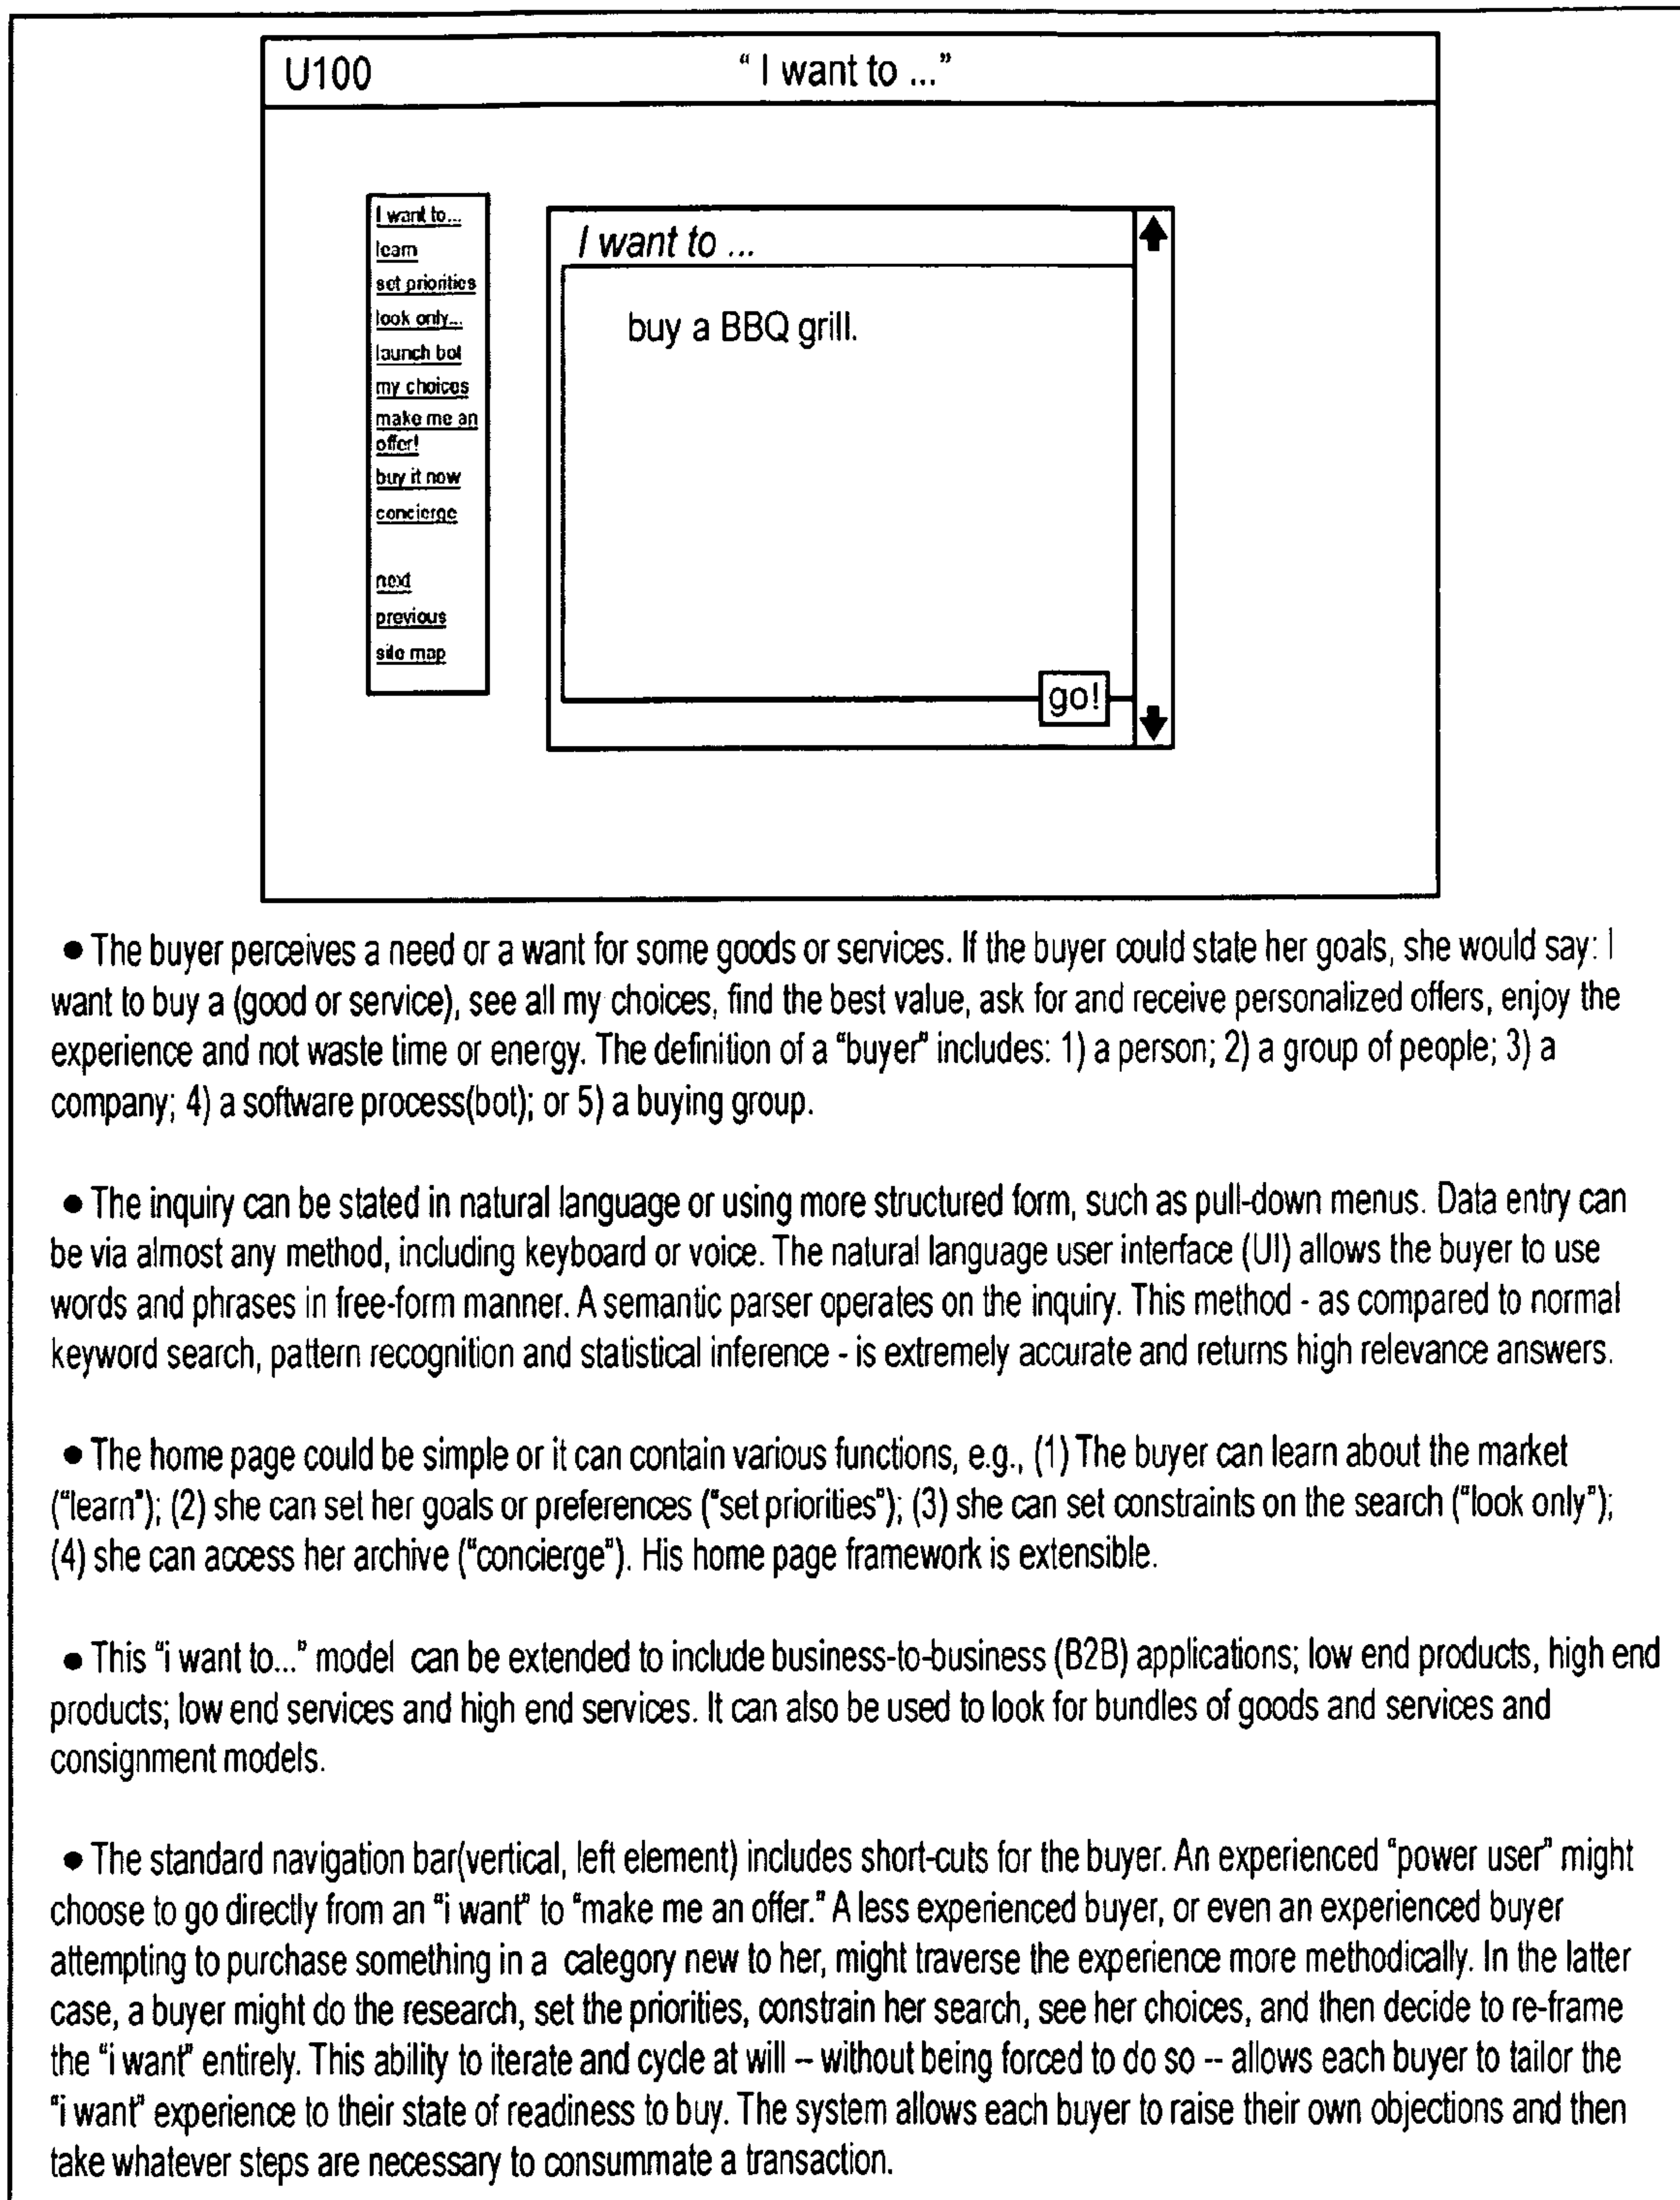 U100
“ I want to ...”
I want to...
learn
set priorities
look only...
launch bot
my choices
make me an
offer!
buy it now
concierge
next
previous
site map
I want to ...
buy a BBQ grill.
go!
● The buyer perceives a need or a want for some goods or services. If the buyer could state her goals, she would say: I
want to buy a (good or service), see all my choices, find the best value, ask for and receive personalized offers, enjoy the
experience and not waste time or energy. The definition of a “buyer” includes: 1) a person; 2) a group of people; 3) a
company; 4) a software process(bot); or 5) a buying group.
● The inquiry can be stated in natural language or using more structured form, such as pull-down menus. Data entry can
be via almost any method, including keyboard or voice. The natural language user interface (UI) allows the buyer to use
words and phrases in free-form manner. A semantic parser operates on the inquiry. This method - as compared to normal
keyword search, pattern recognition and statistical inference - is extremely accurate and returns high relevance answers.
● The home page could be simple or it can contain various functions, e.g., (1) The buyer can learn about the market
(“learn”); (2) she can set her goals or preferences (“set priorities”); (3) she can set constraints on the search (“look only”);
(4) she can access her archive (“concierge”). His home page framework is extensible.
● This “i want to...” model can be extended to include business-to-business (B2B) applications; low end products, high end
products; low end services and high end services. It can also be used to look for bundles of goods and services and
consignment models.
● The standard navigation bar(vertical, left element) includes short-cuts for the buyer. An experienced “power user” might
choose to go directly from an “i want” to “make me an offer.” A less experienced buyer, or even an experienced buyer
attempting to purchase something in a category new to her, might traverse the experience more methodically. In the latter
case, a buyer might do the research, set the priorities, constrain her search, see her choices, and then decide to re-frame
the “i want” entirely. This ability to iterate and cycle at will -- without being forced to do so -- allows each buyer to tailor the
“i want” experience to their state of readiness to buy. The system allows each buyer to raise their own objections and then
take whatever steps are necessary to consummate a transaction.